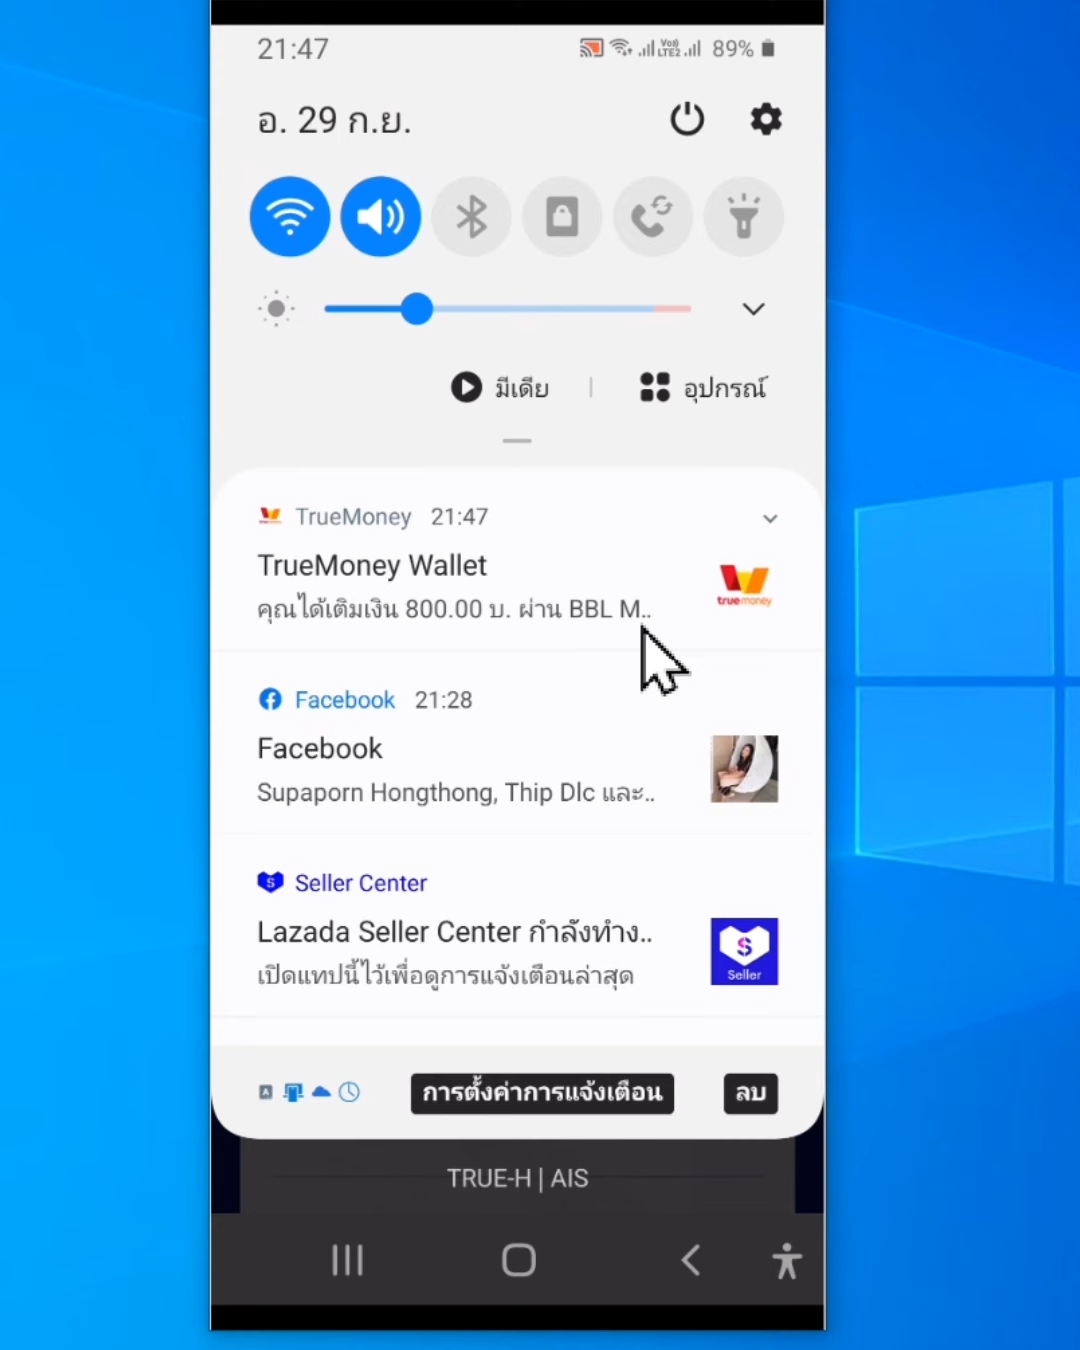 21:47
Vo))
LTE2
89%
อ. 29 ก.ย.
มีเดีย
อุปกรณ์
TrueMoney 21:47
TrueMoney Wallet
คุณได้เติมเงิน 800.00 บ. ผ่าน BBL M..
truemoney
Facebook 21:28
Facebook
Supaporn Hongthong, Thip Dlc และ..
Seller Center
Lazada Seller Center กำลังทำง..
เปิดแทปนี้ไว้เพื่อดูการแจ้งเตือนล่าสุด
Seller
การตั้งค่าการแจ้งเตือน
ลบ
TRUE-H | AIS